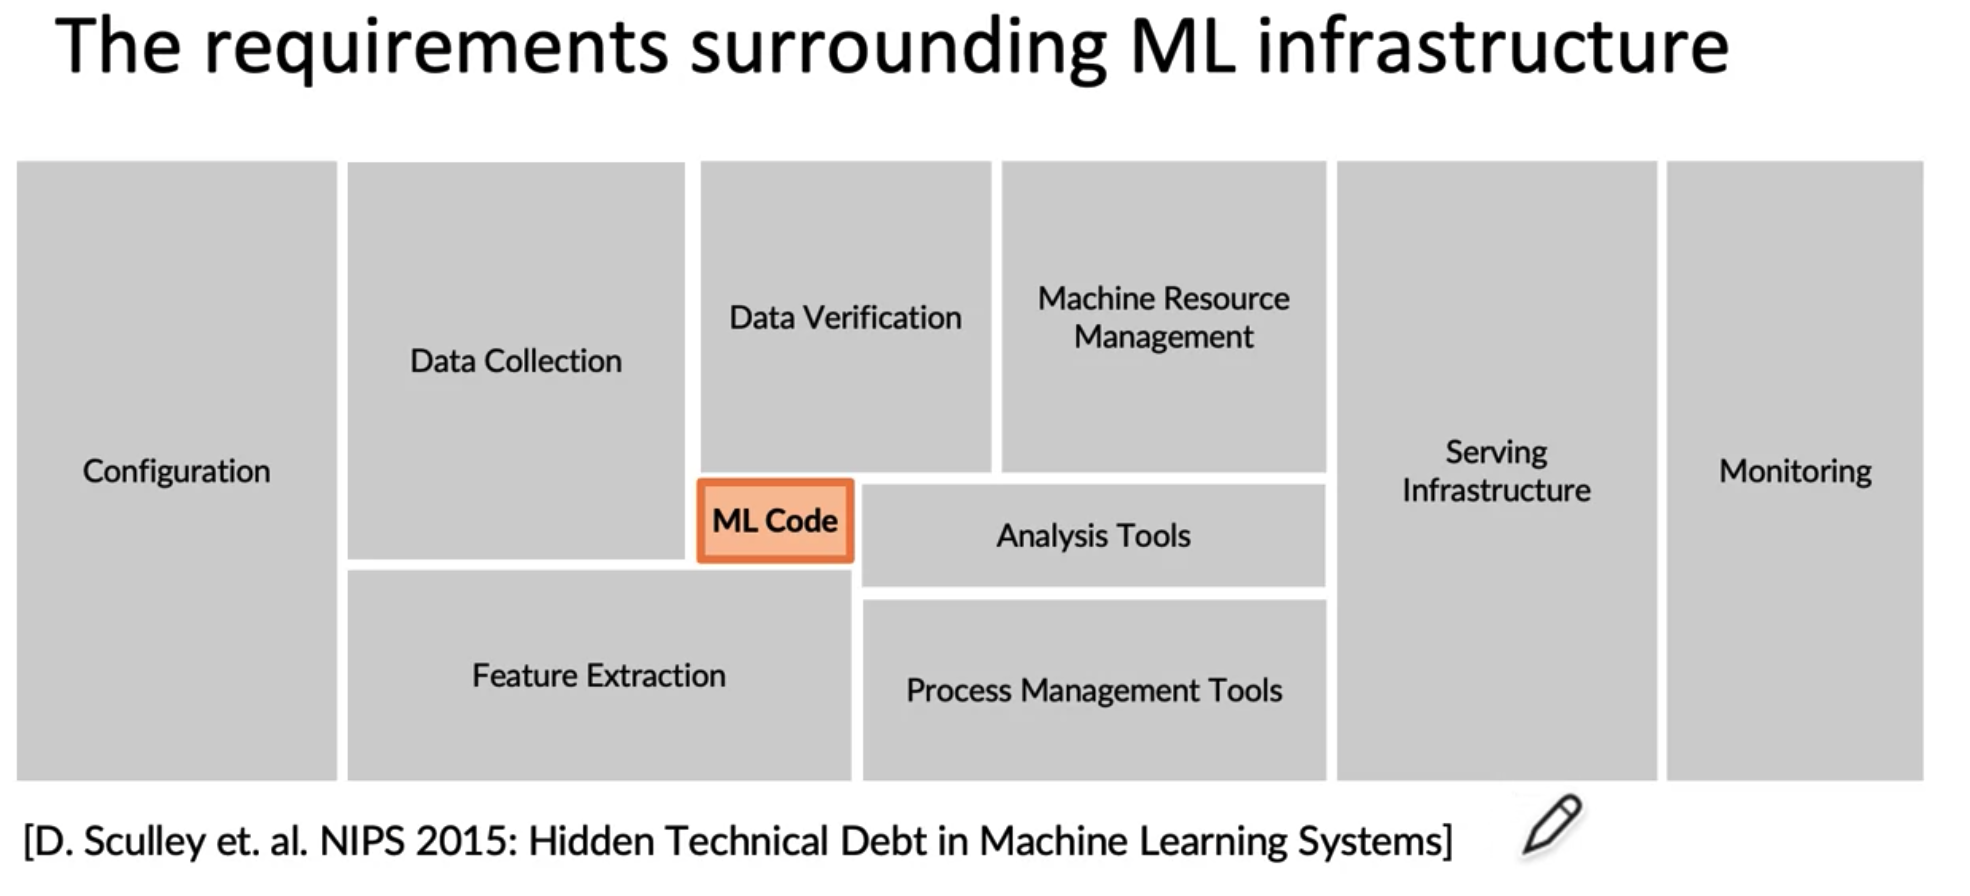 The requirements surrounding ML infrastructure
Configuration
Data Collection
Data Verification
Machine Resource
Management
ML Code
Analysis Tools
Feature Extraction
Process Management Tools
Serving
Infrastructure
Monitoring
[D. Sculley et. al. NIPS 2015: Hidden Technical Debt in Machine Learning Systems]